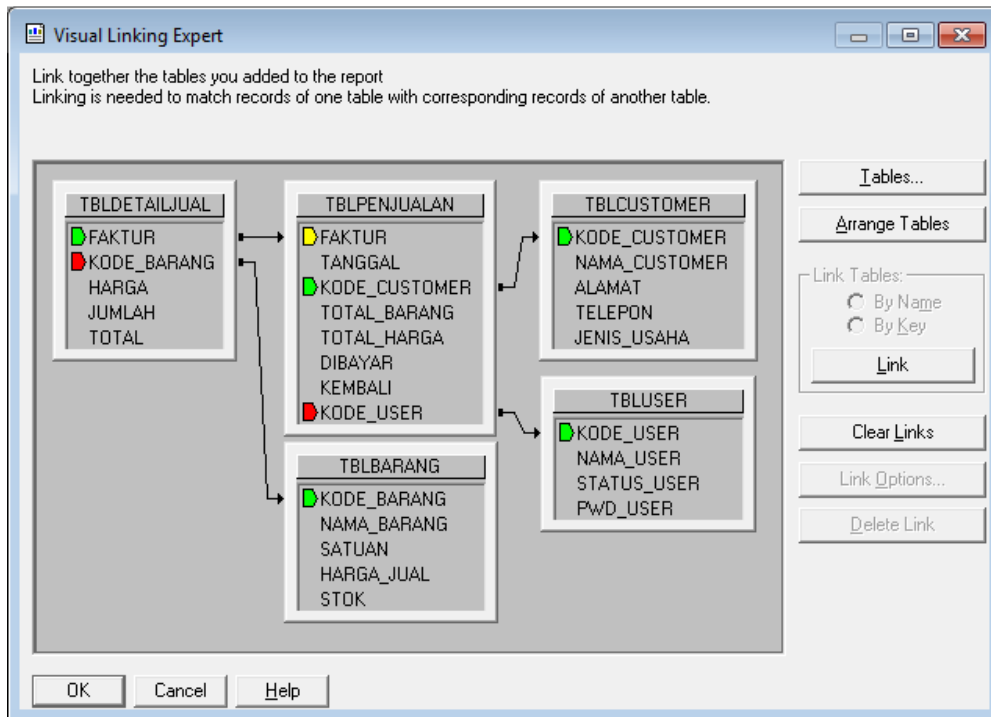 Visual Linking Expert
Link together the tables you added to the report
Linking is needed to match records of one table with corresponding records of another table.
TBLDETAILJUAL
FAKTUR
KODE_BARANG
HARGA
JUMLAH
TOTAL
TBLPENJUALAN
FAKTUR
TANGGAL
KODE_CUSTOMER
TOTAL_BARANG
TOTAL_HARGA
DIBAYAR
KEMBALI
KODE_USER
TBLCUSTOMER
KODE_CUSTOMER
NAMA_CUSTOMER
ALAMAT
TELEPON
JENIS_USAHA
TBLBARANG
KODE_BARANG
NAMA_BARANG
SATUAN
HARGA_JUAL
STOK
TBLUSER
KODE_USER
NAMA_USER
STATUS_USER
PWD_USER
Tables...
Arrange Tables
Link Tables:
By Name
By Key
Link
Clear Links
Link Options...
Delete Link
OK
Cancel
Help